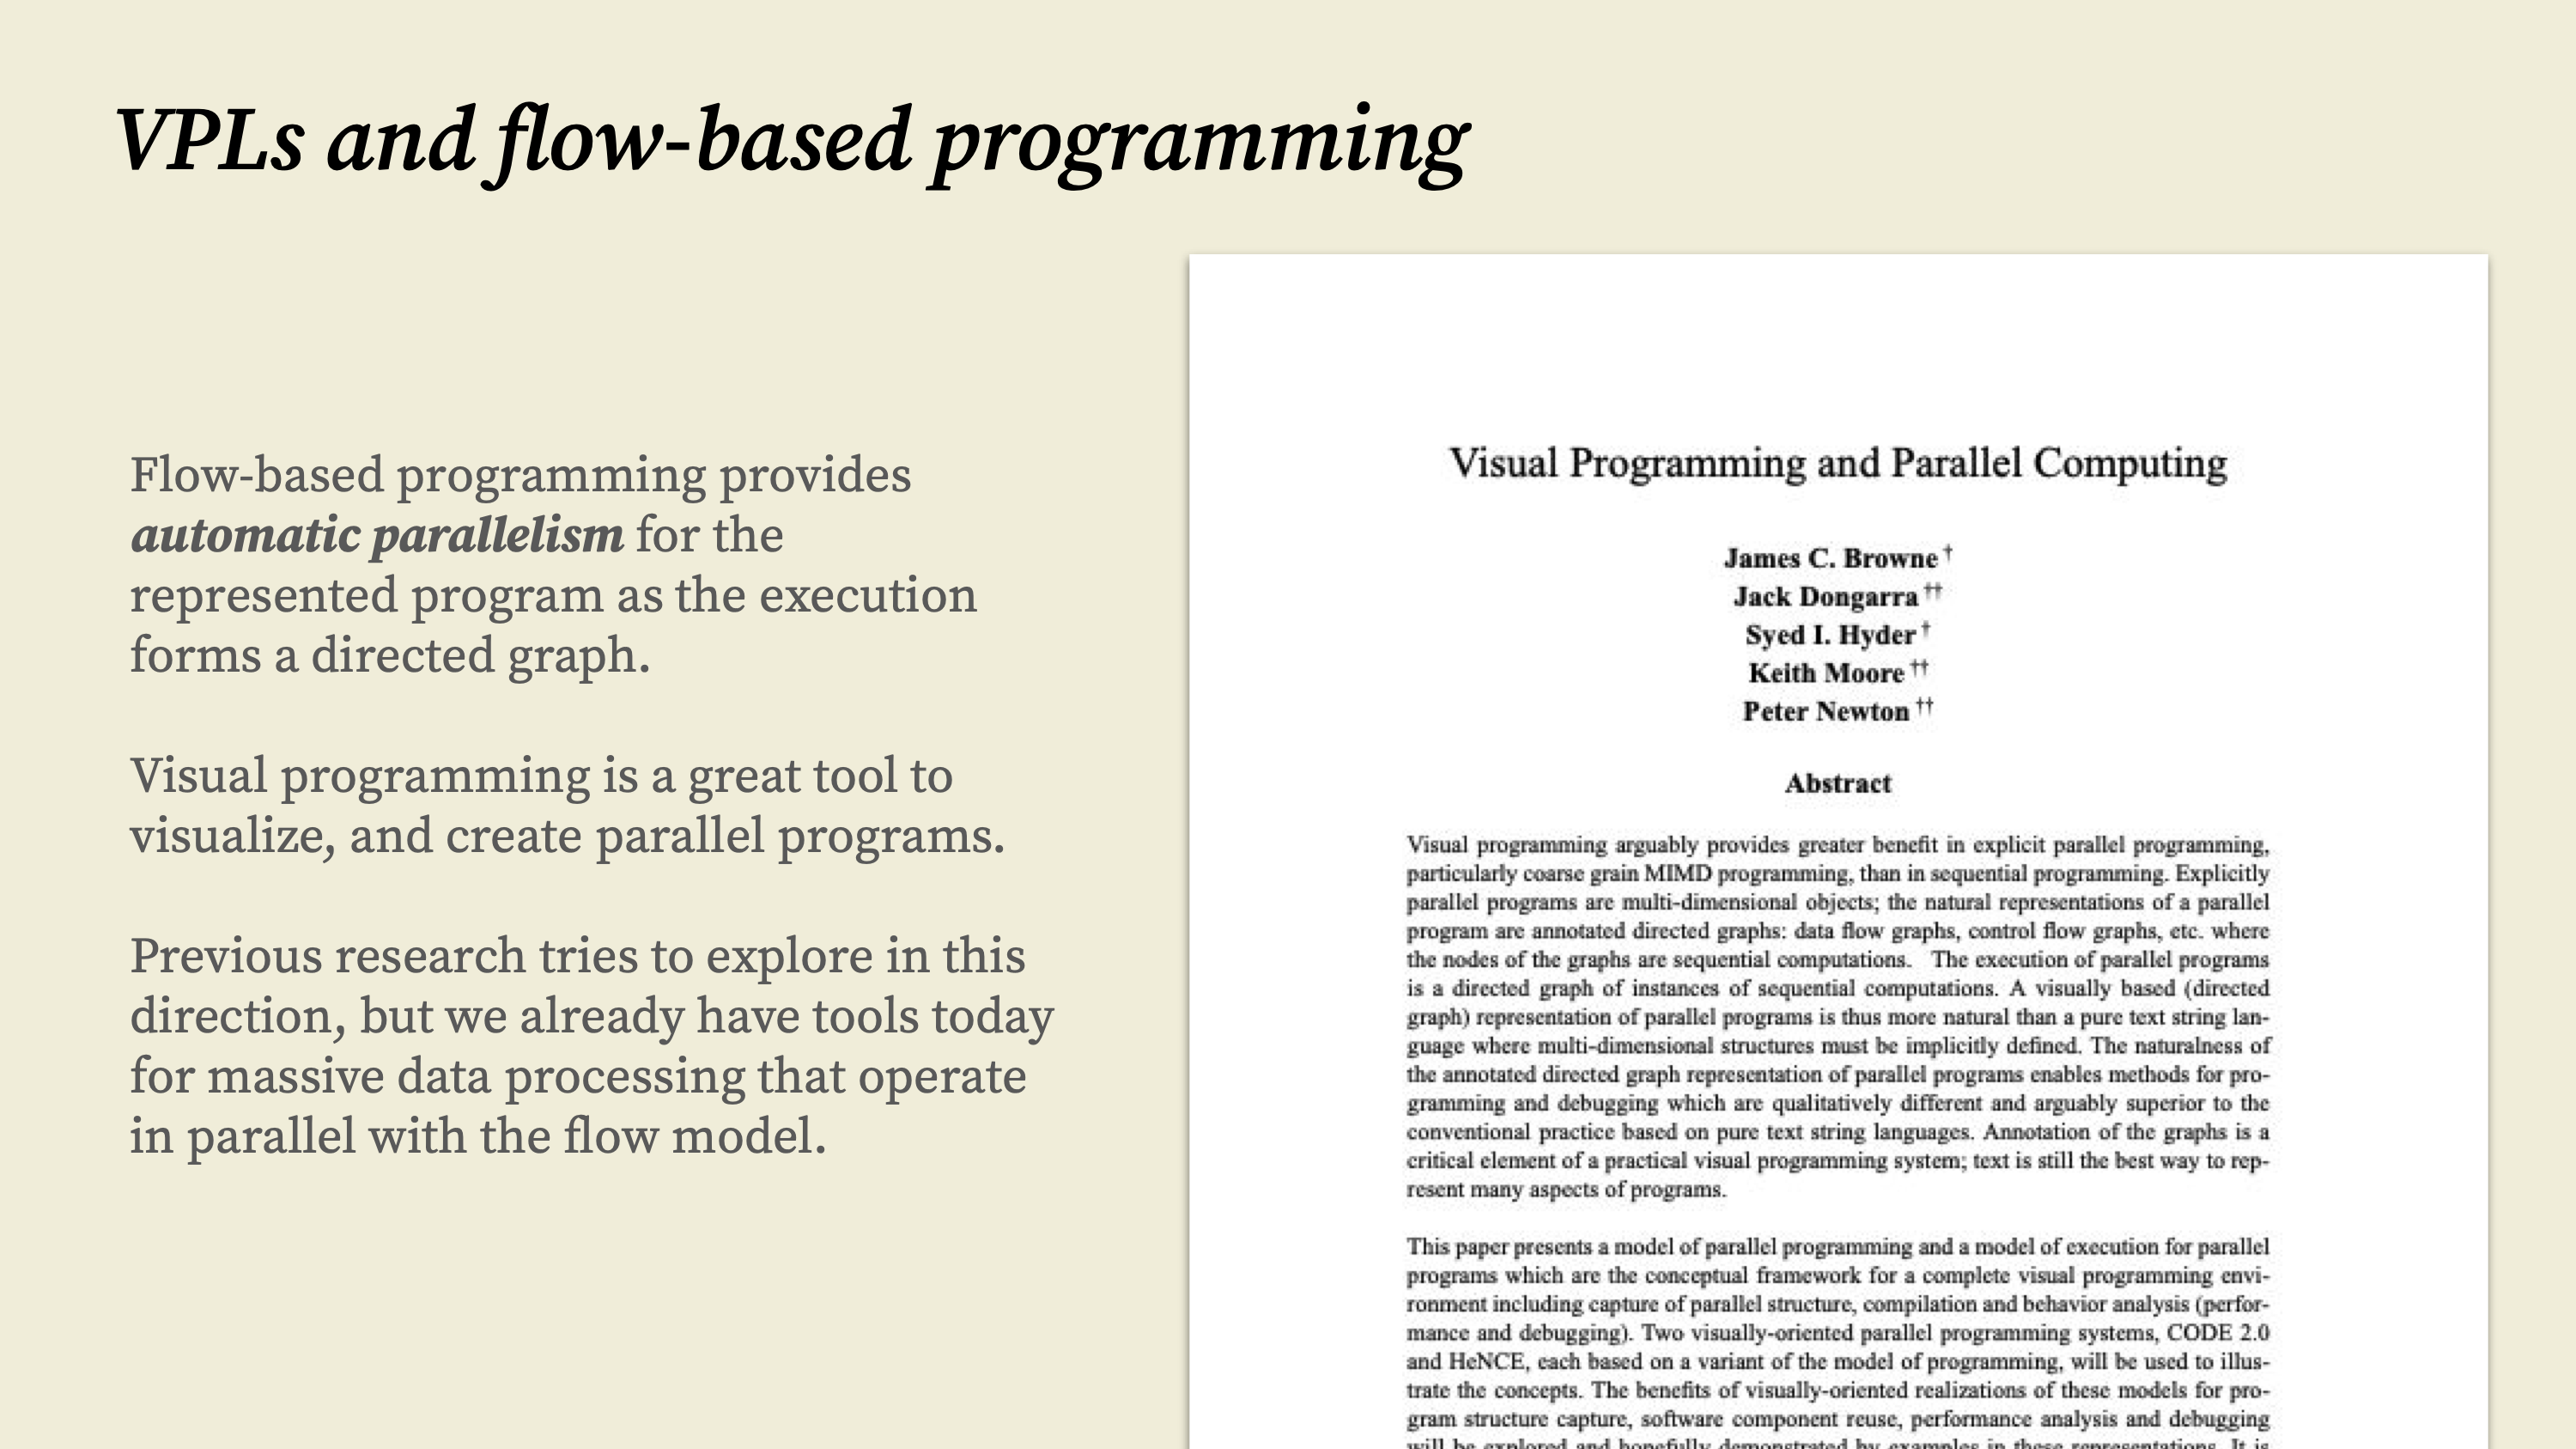 VPLs and flow-based programming
Flow-based programming provides
automatic parallelism for the
represented program as the execution
forms a directed graph.
Visual programming is a great tool to
visualize, and create parallel programs.
Previous research tries to explore in this
direction, but we already have tools today
for massive data processing that operate
in parallel with the flow model.
Visual Programming and Parallel Computing
James C. Browne †
Jack Dongarra ††
Syed I. Hyder †
Keith Moore ††
Peter Newton ††
Abstract
Visual programming arguably provides greater benefit in explicit parallel programming,
particularly coarse grain MIMD programming, than in sequential programming. Explicitly
parallel programs are multi-dimensional objects; the natural representations of a parallel
program are annotated directed graphs: data flow graphs, control flow graphs, etc. where
the nodes of the graphs are sequential computations. The execution of parallel programs
is a directed graph of instances of sequential computations. A visually based (directed
graph) representation of parallel programs is thus more natural than a pure text string lan-
guage where multi-dimensional structures must be implicitly defined. The naturalness of
the annotated directed graph representation of parallel programs enables methods for pro-
gramming and debugging which are qualitatively different and arguably superior to the
conventional practice based on pure text string languages. Annotation of the graphs is a
critical element of a practical visual programming system; text is still the best way to rep-
resent many aspects of programs.
This paper presents a model of parallel programming and a model of execution for parallel
programs which are the conceptual framework for a complete visual programming envi-
ronment including capture of parallel structure, compilation and behavior analysis (perfor-
mance and debugging). Two visually-oriented parallel programming systems, CODE 2.0
and HeNCE, each based on a variant of the model of programming, will be used to illus-
trate the concepts. The benefits of visually-oriented realizations of these models for pro-
gram structure capture, software component reuse, performance analysis and debugging
will be explored and hopefully demonstrated by examples in these representations. It is